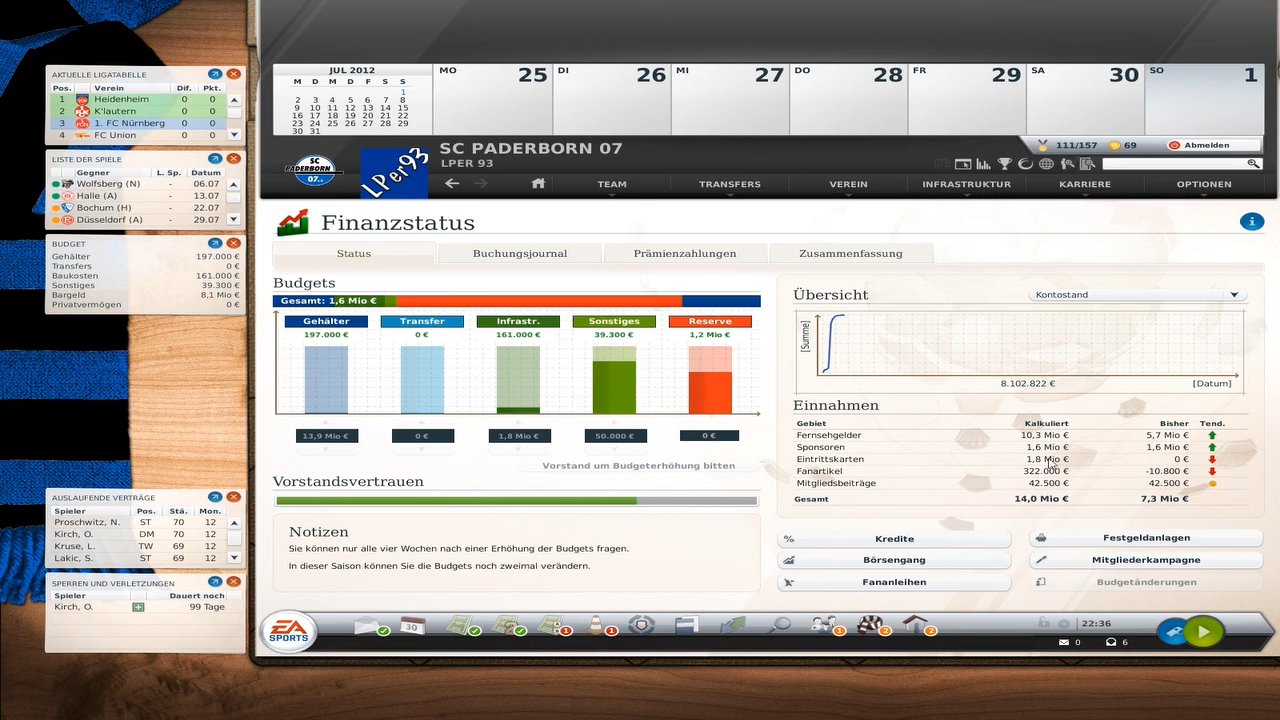 AKTUELLE LIGATABELLE
Pos. Verein Dif. Pkt.
1 Heidenheim 0 0
2 K'lautern 0 0
3 1. FC Nürnberg 0 0
4 FC Union 0 0
LISTE DER SPIELE
Gegner L. Sp. Datum
Wolfsberg (N) - 06.07
Halle (A) - 13.07
Bochum (H) - 22.07
Düsseldorf (A) - 29.07
BUDGET
Gehälter 197.000 €
Transfers 0 €
Baukosten 161.000 €
Sonstiges 39.300 €
Bargeld 8,1 Mio €
Privatvermögen 0 €
AUSLAUFENDE VERTRÄGE
Spieler Pos. Stä. Mon.
Proschwitz, N. ST 70 12
Kirch, O. DM 70 12
Kruse, L. TW 69 12
Lakic, S. ST 69 12
SPERREN UND VERLETZUNGEN
Spieler Dauert noch
Kirch, O. 99 Tage
JUL 2012
M D M D F S S
1
2 3 4 5 6 7 8
9 10 11 12 13 14 15
16 17 18 19 20 21 22
23 24 25 26 27 28 29
30 31
MO 25 DI 26 MI 27 DO 28 FR 29 SA 30 SO 1
SC PADERBORN 07
LPER 93
SC
PADERBORN
07
LPer93
111/157 69 Abmelden
TEAM TRANSFERS VEREIN INFRASTRUKTUR KARRIERE OPTIONEN
Finanzstatus
Status Buchungsjournal Prämienzahlungen Zusammenfassung
Budgets
Gesamt: 1,6 Mio €
Gehälter Transfer Infrastr. Sonstiges Reserve
197.000 € 0 € 161.000 € 39.300 € 1,2 Mio €
13,9 Mio € 0 € 1,8 Mio € 50.000 € 0 €
Vorstand um Budgeterhöhung bitten
Vorstandsvertrauen
Notizen
Sie können nur alle vier Wochen nach einer Erhöhung der Budgets fragen.
In dieser Saison können Sie die Budgets noch zweimal verändern.
Übersicht Kontostand
[Summe]
8.102.822 € [Datum]
Einnahmen
Gebiet Kalkuliert Bisher Tend.
Fernsehgelder 10,3 Mio € 5,7 Mio €
Sponsoren 1,6 Mio € 1,6 Mio €
Eintrittskarten 1,8 Mio € 0 €
Fanartikel 322.000 € -10.800 €
Mitgliedsbeiträge 42.500 € 42.500 €
Gesamt 14,0 Mio € 7,3 Mio €
Kredite Festgeldanlagen
Börsengang Mitgliederkampagne
Fananleihen Budgetänderungen
EA
SPORTS
30 1 1 1 2 2
22:36
0 6